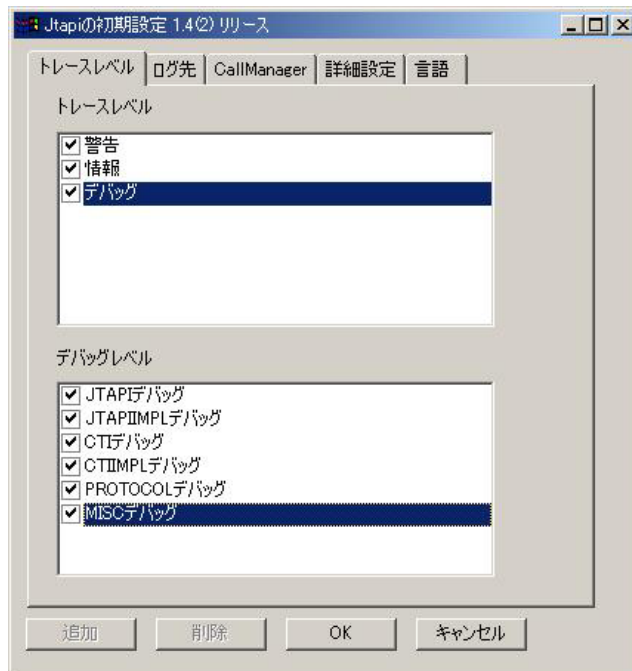 Jtapiの初期設定 1.4(2) リリース
トレースレベル ログ先 CallManager 詳細設定 言語
トレースレベル
警告
情報
デバッグ
デバッグレベル
JTAPIデバッグ
JTAPIIMPLデバッグ
CTIデバッグ
CTIIMPLデバッグ
PROTOCOLデバッグ
MISCデバッグ
追加 削除 OK キャンセル